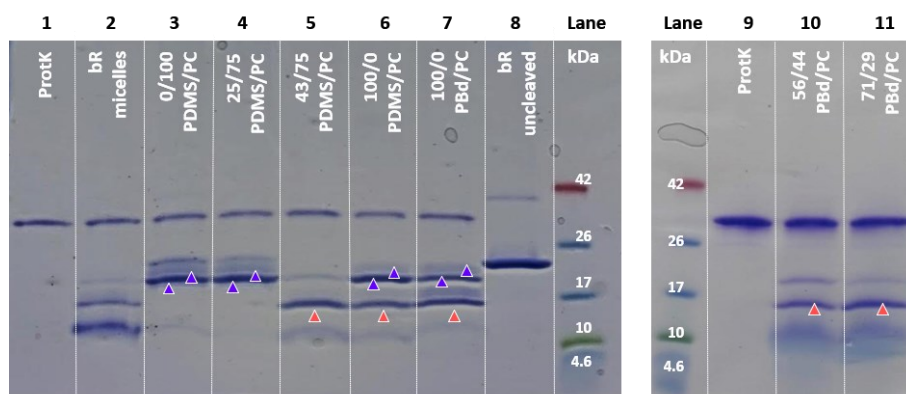 1 2 3 4 5 6 7 8 Lane Lane 9 10 11
ProtK
bR
micelles
0/100
PDMS/PC
25/75
PDMS/PC
43/75
PDMS/PC
100/0
PDMS/PC
100/0
PBd/PC
bR
uncleaved
kDa
42
26
17
10
4.6
kDa
42
26
17
10
4.6
ProtK
56/44
PBd/PC
71/29
PBd/PC